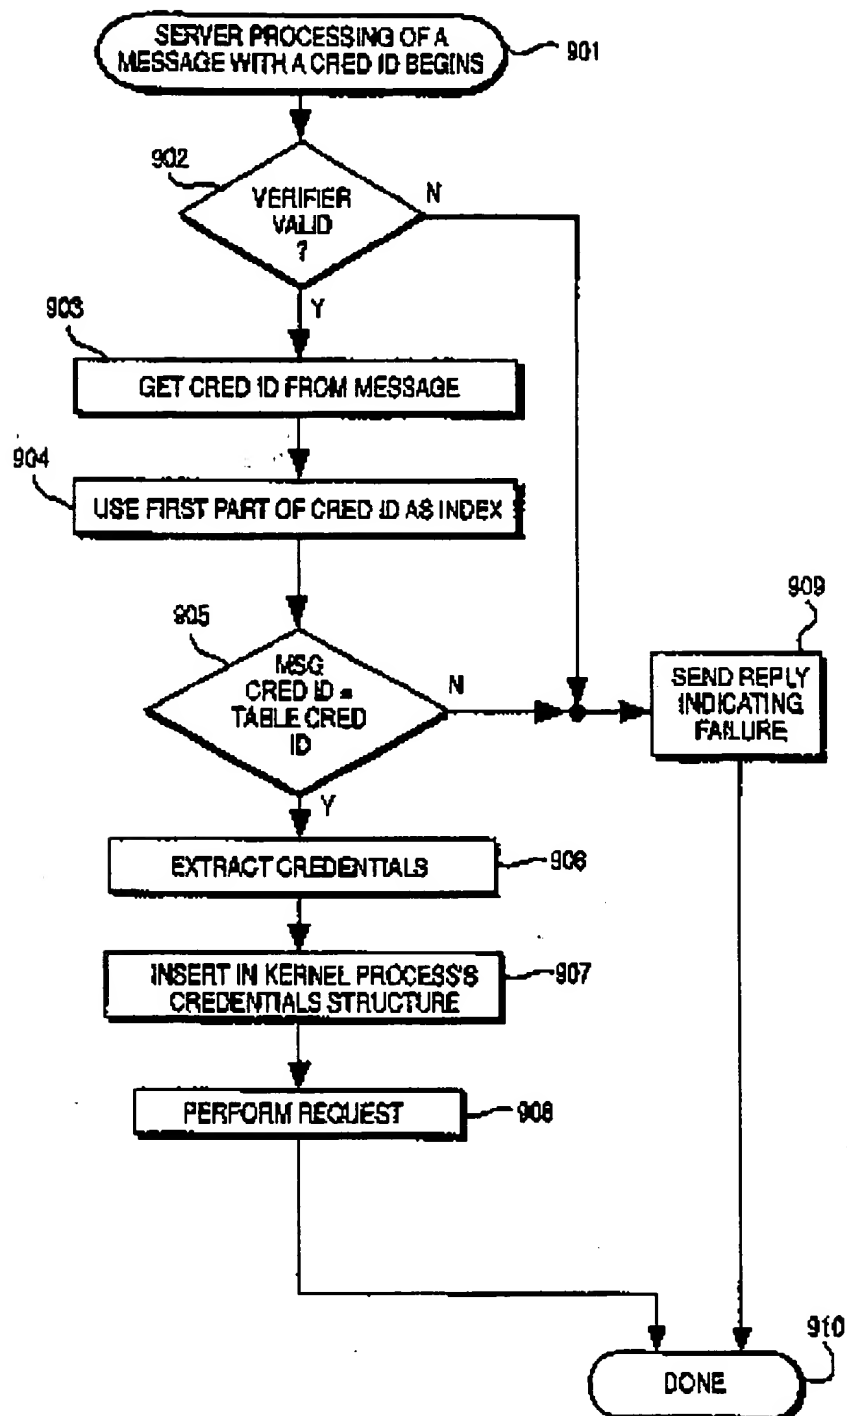 SERVER PROCESSING OF A
MESSAGE WITH A CRED ID BEGINS
901
902
VERIFIER
VALID
?
N
Y
903
GET CRED ID FROM MESSAGE
904
USE FIRST PART OF CRED ID AS INDEX
905
MSG
CRED ID =
TABLE CRED
ID
N
Y
909
SEND REPLY
INDICATING
FAILURE
EXTRACT CREDENTIALS
906
INSERT IN KERNEL PROCESS'S
CREDENTIALS STRUCTURE
907
PERFORM REQUEST
908
910
DONE